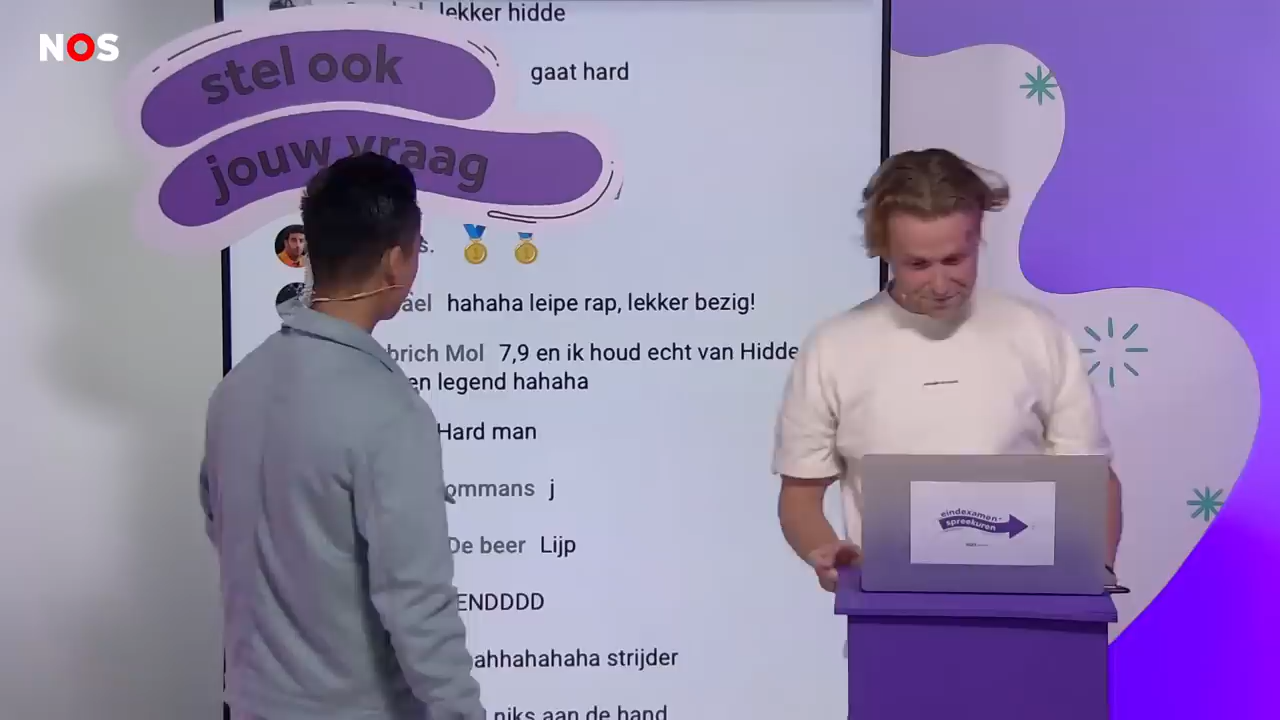 lekker hidde
NOS
stel ook
gaat hard
jouw vraag
s.
hahaha leipe rap, lekker bezig!
brich Mol 7,9 en ik houd echt van Hidde
en legend hahaha
Hard man
ommans j
De beer Lijp
ENDDDD
ahhahahaha strijder
niks aan de hand
eindexamen-
spreekuren